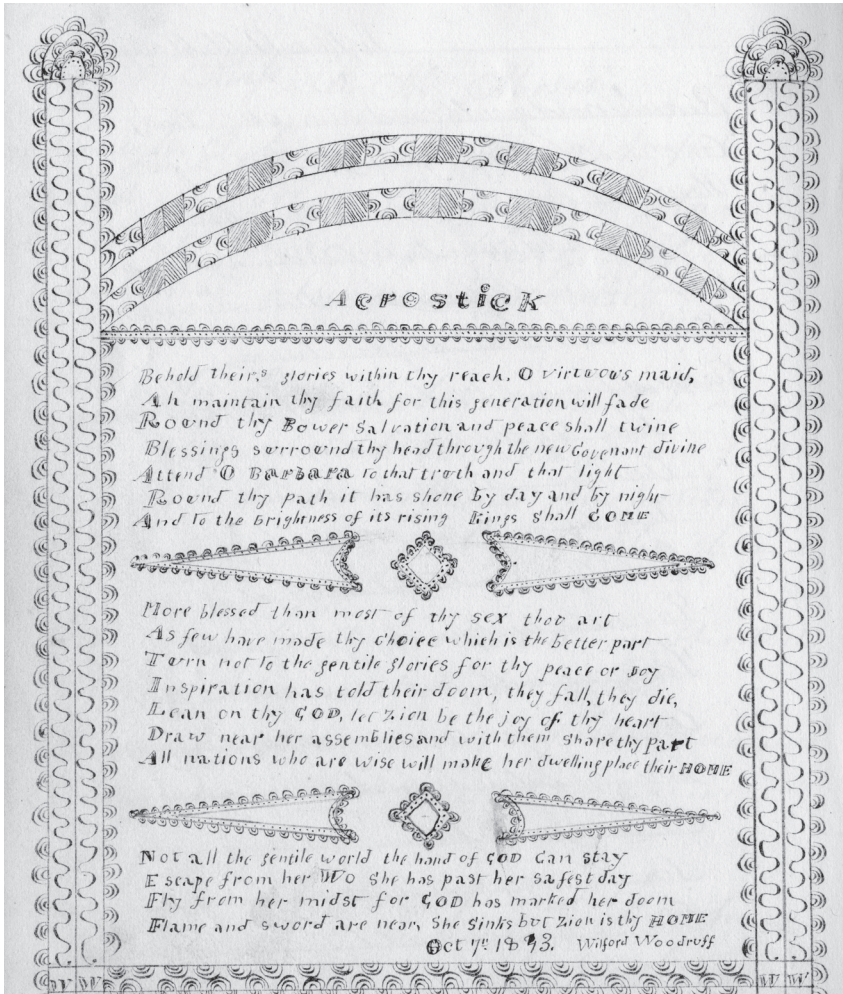 Acrostick
Behold theirs glories within thy reach, O virtuous maid,
Ah maintain thy faith for this generation will fade
Round thy Bower Salvation and peace shall twine
Blessings surround thy head through the new Covenant divine
Attend O Barbara to that truth and that light
Round thy path it has shone by day and by night
And to the brightness of its rising Kings Shall COME
More blessed than most of thy sex thou art
As few have made thy choice which is the better part
Turn not to the gentile glories for thy peace or Joy
Inspiration has told their doom, they fall, they die,
Lean on thy GOD, let Zion be the joy of thy heart
Draw near her assemblies and with them Share thy part
All nations who are wise will make her dwelling place their HOME
Not all the gentile world the hand of GOD Can stay
Escape from her WO She has past her safest day
Fly from her midst for GOD has marked her doom
Flame and sword are near, She Sinks but Zion is thy HOME
Oct 7th 1843. Wilford Woodruff
W W W W